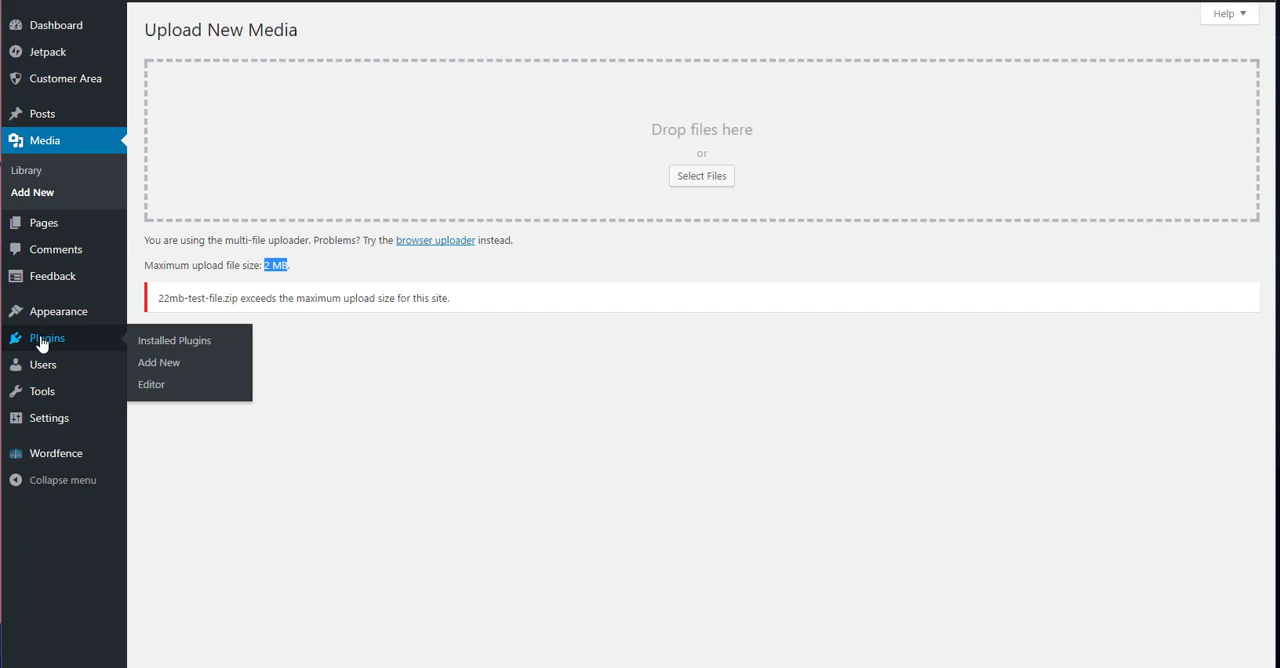 Dashboard
Jetpack
Customer Area
Posts
Media
Library
Add New
Pages
Comments
Feedback
Appearance
Plugins
Users
Tools
Settings
Wordfence
Collapse menu
Installed Plugins
Add New
Editor
Help
Upload New Media
Drop files here
or
Select Files
You are using the multi-file uploader. Problems? Try the browser uploader instead.
Maximum upload file size: 2 MB.
22mb-test-file.zip exceeds the maximum upload size for this site.